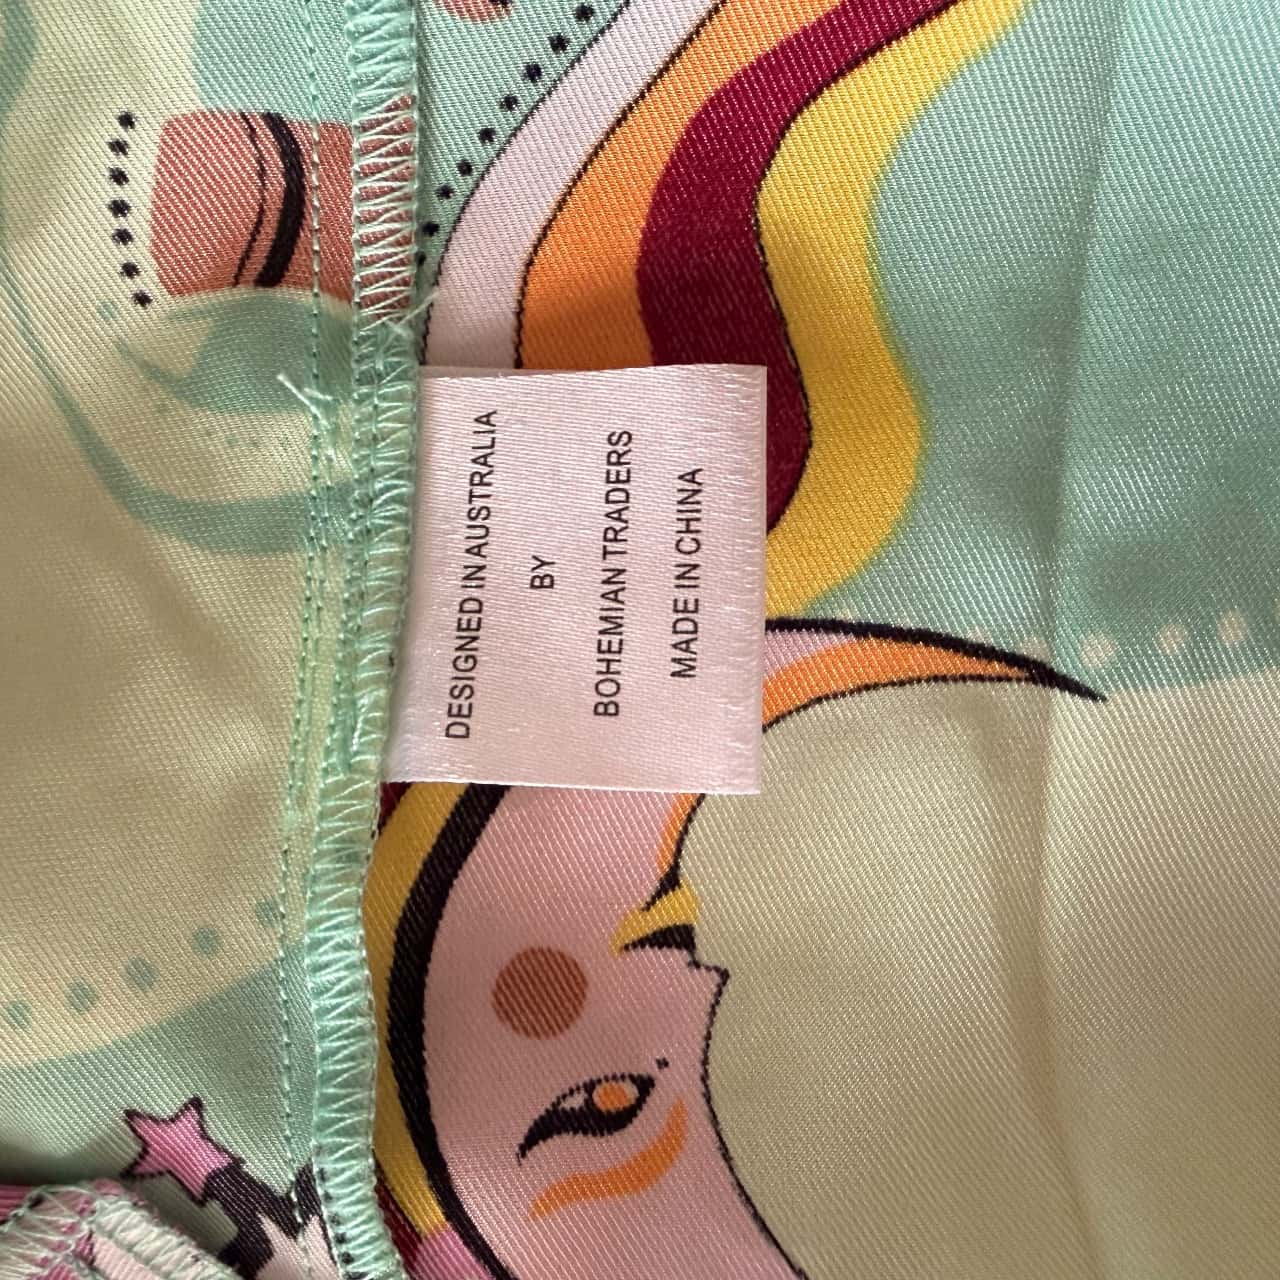 DESIGNED IN AUSTRALIA
BY
BOHEMIAN TRADERS
MADE IN CHINA